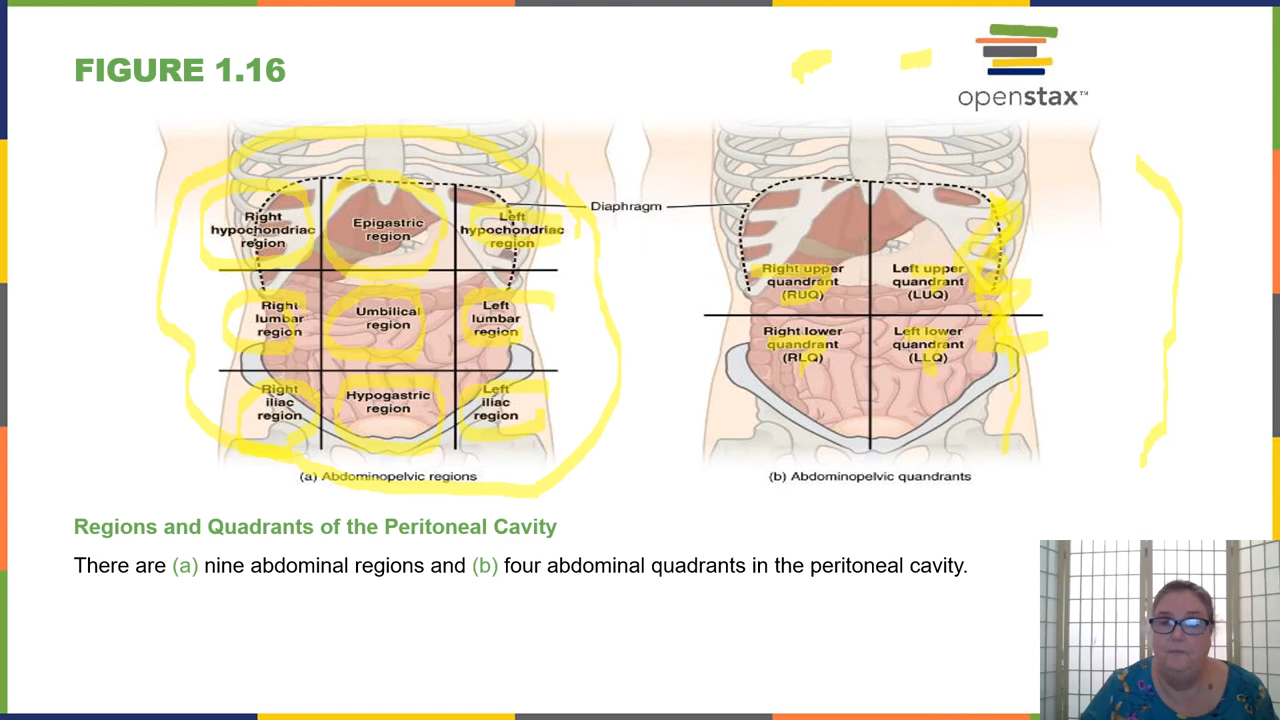 FIGURE 1.16
openstax™
Right
hypochondriac
region
Epigastric
region
Left
hypochondriac
region
Right
lumbar
region
Umbilical
region
Left
lumbar
region
Right
iliac
region
Hypogastric
region
Left
iliac
region
(a) Abdominopelvic regions
Diaphragm
Right upper
quadrant
(RUQ)
Left upper
quadrant
(LUQ)
Right lower
quadrant
(RLQ)
Left lower
quadrant
(LLQ)
(b) Abdominopelvic quadrants
Regions and Quadrants of the Peritoneal Cavity
There are (a) nine abdominal regions and (b) four abdominal quadrants in the peritoneal cavity.